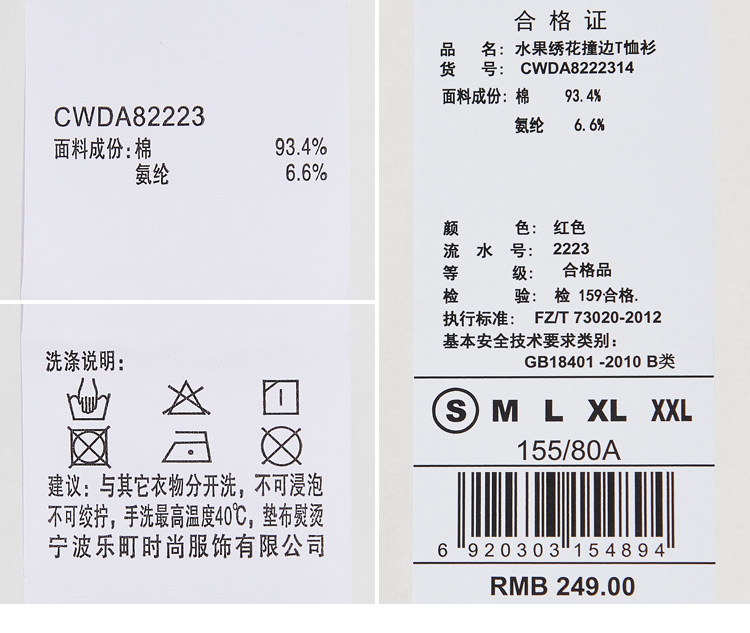 CWDA82223
面料成份:棉 93.4%
氨纶 6.6%
洗涤说明:
建议: 与其它衣物分开洗, 不可浸泡
不可绞拧, 手洗最高温度40℃, 垫布熨烫
宁波乐町时尚服饰有限公司
合格证
品 名: 水果绣花撞边T恤衫
货 号: CWDA8222314
面料成份: 棉 93.4%
氨纶 6.6%
颜 色: 红色
流 水 号: 2223
等 级: 合格品
检 验: 检 159合格.
执行标准: FZ/T 73020-2012
基本安全技术要求类别:
GB18401 -2010 B类
S M L XL XXL
155/80A
6 920303 154894
RMB 249.00